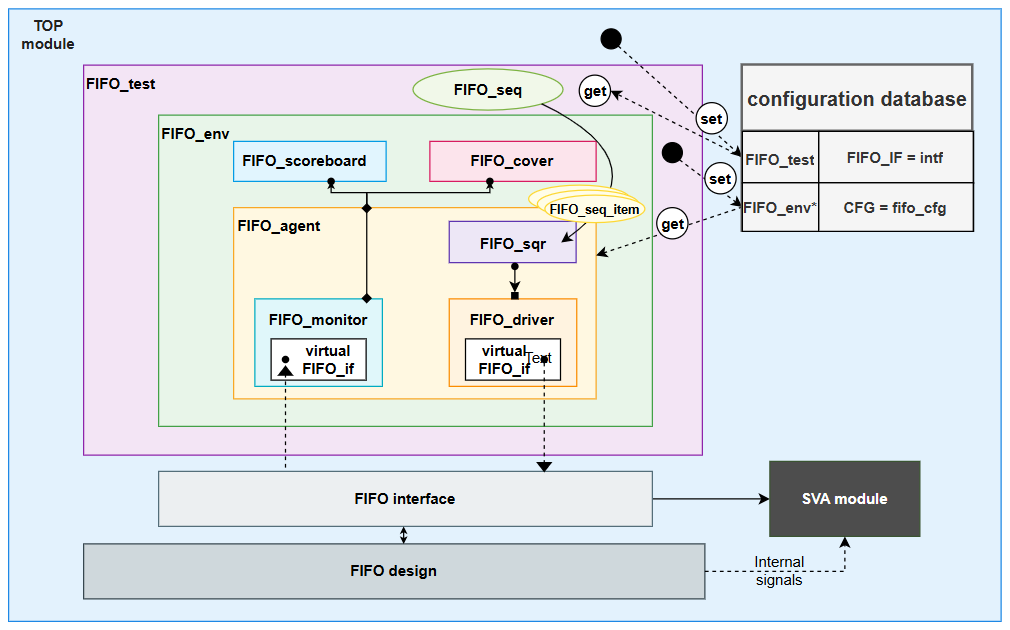 TOP
module
FIFO_test
FIFO_seq
get
set
configuration database
FIFO_env
FIFO_scoreboard
FIFO_cover
FIFO_test
FIFO_IF = intf
set
FIFO_env*
CFG = fifo_cfg
FIFO_seq_item
get
FIFO_agent
FIFO_sqr
FIFO_monitor
virtual
FIFO_if
FIFO_driver
virtual
FIFO_if
Text
FIFO interface
SVA module
FIFO design
Internal
signals